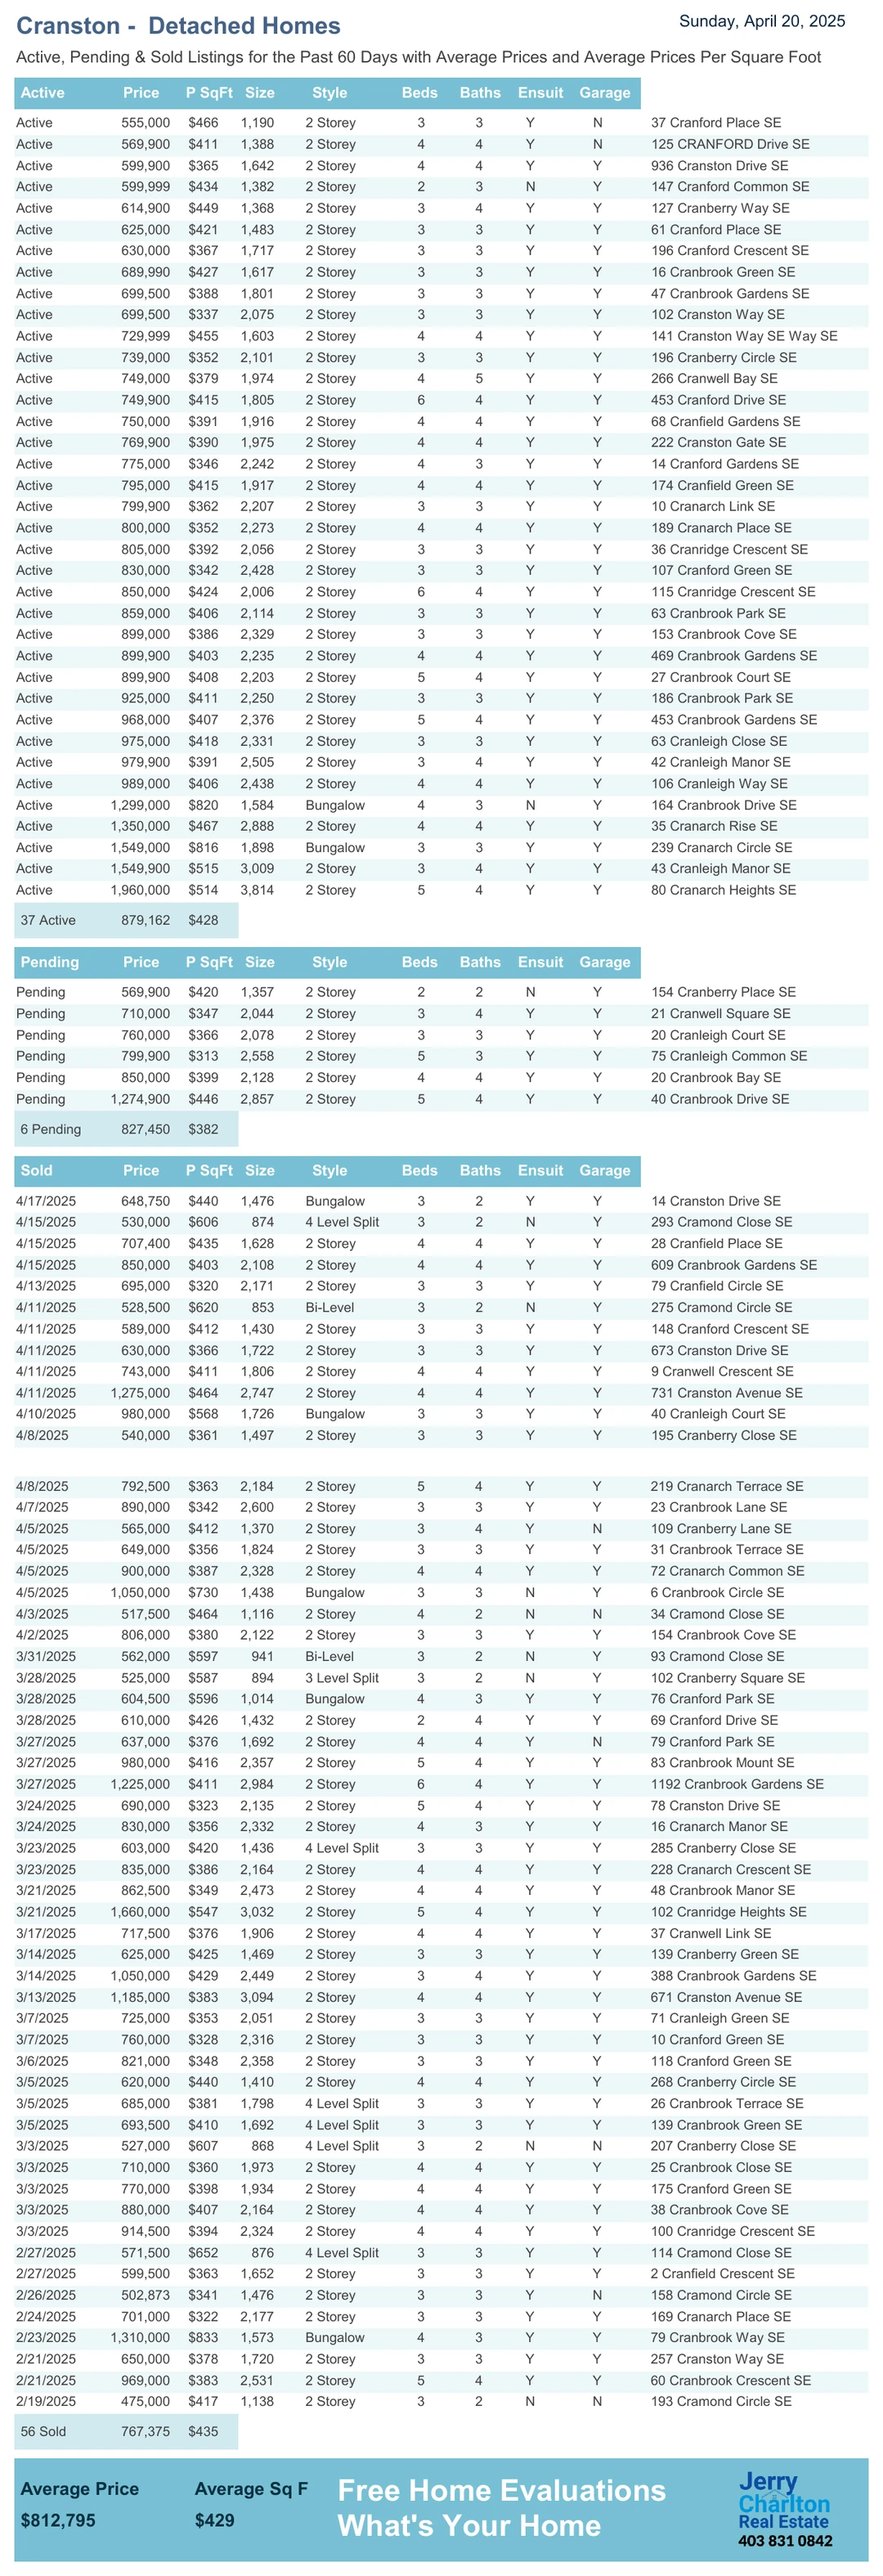 Cranston - Detached Homes Sunday, April 20, 2025
Active, Pending & Sold Listings for the Past 60 Days with Average Prices and Average Prices Per Square Foot
Active Price P SqFt Size Style Beds Baths Ensuit Garage
Active 555,000 $466 1,190 2 Storey 3 3 Y N 37 Cranford Place SE
Active 569,900 $411 1,388 2 Storey 4 4 Y N 125 CRANFORD Drive SE
Active 599,900 $365 1,642 2 Storey 4 4 Y Y 936 Cranston Drive SE
Active 599,999 $434 1,382 2 Storey 2 3 N Y 147 Cranford Common SE
Active 614,900 $449 1,368 2 Storey 3 4 Y Y 127 Cranberry Way SE
Active 625,000 $421 1,483 2 Storey 3 3 Y Y 61 Cranford Place SE
Active 630,000 $367 1,717 2 Storey 3 3 Y Y 196 Cranford Crescent SE
Active 689,990 $427 1,617 2 Storey 3 3 Y Y 16 Cranbrook Green SE
Active 699,500 $388 1,801 2 Storey 3 3 Y Y 47 Cranbrook Gardens SE
Active 699,500 $337 2,075 2 Storey 3 3 Y Y 102 Cranston Way SE
Active 729,999 $455 1,603 2 Storey 4 4 Y Y 141 Cranston Way SE Way SE
Active 739,000 $352 2,101 2 Storey 3 3 Y Y 196 Cranberry Circle SE
Active 749,000 $379 1,974 2 Storey 4 5 Y Y 266 Cranwell Bay SE
Active 749,900 $415 1,805 2 Storey 6 4 Y Y 453 Cranford Drive SE
Active 750,000 $391 1,916 2 Storey 4 4 Y Y 68 Cranfield Gardens SE
Active 769,900 $390 1,975 2 Storey 4 4 Y Y 222 Cranston Gate SE
Active 775,000 $346 2,242 2 Storey 4 3 Y Y 14 Cranford Gardens SE
Active 795,000 $415 1,917 2 Storey 4 4 Y Y 174 Cranfield Green SE
Active 799,900 $362 2,207 2 Storey 3 3 Y Y 10 Cranarch Link SE
Active 800,000 $352 2,273 2 Storey 4 4 Y Y 189 Cranarch Place SE
Active 805,000 $392 2,056 2 Storey 3 3 Y Y 36 Cranridge Crescent SE
Active 830,000 $342 2,428 2 Storey 3 3 Y Y 107 Cranford Green SE
Active 850,000 $424 2,006 2 Storey 6 4 Y Y 115 Cranridge Crescent SE
Active 859,000 $406 2,114 2 Storey 3 3 Y Y 63 Cranbrook Park SE
Active 899,000 $386 2,329 2 Storey 3 3 Y Y 153 Cranbrook Cove SE
Active 899,900 $403 2,235 2 Storey 4 4 Y Y 469 Cranbrook Gardens SE
Active 899,900 $408 2,203 2 Storey 5 4 Y Y 27 Cranbrook Court SE
Active 925,000 $411 2,250 2 Storey 3 3 Y Y 186 Cranbrook Park SE
Active 968,000 $407 2,376 2 Storey 5 4 Y Y 453 Cranbrook Gardens SE
Active 975,000 $418 2,331 2 Storey 3 3 Y Y 63 Cranleigh Close SE
Active 979,900 $391 2,505 2 Storey 3 4 Y Y 42 Cranleigh Manor SE
Active 989,000 $406 2,438 2 Storey 4 4 Y Y 106 Cranleigh Way SE
Active 1,299,000 $820 1,584 Bungalow 4 3 N Y 164 Cranbrook Drive SE
Active 1,350,000 $467 2,888 2 Storey 4 4 Y Y 35 Cranarch Rise SE
Active 1,549,000 $816 1,898 Bungalow 3 3 Y Y 239 Cranarch Circle SE
Active 1,549,900 $515 3,009 2 Storey 3 4 Y Y 43 Cranleigh Manor SE
Active 1,960,000 $514 3,814 2 Storey 5 4 Y Y 80 Cranarch Heights SE
37 Active 879,162 $428
Pending Price P SqFt Size Style Beds Baths Ensuit Garage
Pending 569,900 $420 1,357 2 Storey 2 2 N Y 154 Cranberry Place SE
Pending 710,000 $347 2,044 2 Storey 3 4 Y Y 21 Cranwell Square SE
Pending 760,000 $366 2,078 2 Storey 3 3 Y Y 20 Cranleigh Court SE
Pending 799,900 $313 2,558 2 Storey 5 3 Y Y 75 Cranleigh Common SE
Pending 850,000 $399 2,128 2 Storey 4 4 Y Y 20 Cranbrook Bay SE
Pending 1,274,900 $446 2,857 2 Storey 5 4 Y Y 40 Cranbrook Drive SE
6 Pending 827,450 $382
Sold Price P SqFt Size Style Beds Baths Ensuit Garage
4/17/2025 648,750 $440 1,476 Bungalow 3 2 Y Y 14 Cranston Drive SE
4/15/2025 530,000 $606 874 4 Level Split 3 2 N Y 293 Cramond Close SE
4/15/2025 707,400 $435 1,628 2 Storey 4 4 Y Y 28 Cranfield Place SE
4/15/2025 850,000 $403 2,108 2 Storey 4 4 Y Y 609 Cranbrook Gardens SE
4/13/2025 695,000 $320 2,171 2 Storey 3 3 Y Y 79 Cranfield Circle SE
4/11/2025 528,500 $620 853 Bi-Level 3 2 N Y 275 Cramond Circle SE
4/11/2025 589,000 $412 1,430 2 Storey 3 3 Y Y 148 Cranford Crescent SE
4/11/2025 630,000 $366 1,722 2 Storey 3 3 Y Y 673 Cranston Drive SE
4/11/2025 743,000 $411 1,806 2 Storey 4 4 Y Y 9 Cranwell Crescent SE
4/11/2025 1,275,000 $464 2,747 2 Storey 4 4 Y Y 731 Cranston Avenue SE
4/10/2025 980,000 $568 1,726 Bungalow 3 3 Y Y 40 Cranleigh Court SE
4/8/2025 540,000 $361 1,497 2 Storey 3 3 Y Y 195 Cranberry Close SE
4/8/2025 792,500 $363 2,184 2 Storey 5 4 Y Y 219 Cranarch Terrace SE
4/7/2025 890,000 $342 2,600 2 Storey 3 3 Y Y 23 Cranbrook Lane SE
4/5/2025 565,000 $412 1,370 2 Storey 3 4 Y N 109 Cranberry Lane SE
4/5/2025 649,000 $356 1,824 2 Storey 3 3 Y Y 31 Cranbrook Terrace SE
4/5/2025 900,000 $387 2,328 2 Storey 4 4 Y Y 72 Cranarch Common SE
4/5/2025 1,050,000 $730 1,438 Bungalow 3 3 N Y 6 Cranbrook Circle SE
4/3/2025 517,500 $464 1,116 2 Storey 4 2 N N 34 Cramond Close SE
4/2/2025 806,000 $380 2,122 2 Storey 3 3 Y Y 154 Cranbrook Cove SE
3/31/2025 562,000 $597 941 Bi-Level 3 2 N Y 93 Cramond Close SE
3/28/2025 525,000 $587 894 3 Level Split 3 2 N Y 102 Cranberry Square SE
3/28/2025 604,500 $596 1,014 Bungalow 4 3 Y Y 76 Cranford Park SE
3/28/2025 610,000 $426 1,432 2 Storey 2 4 Y Y 69 Cranford Drive SE
3/27/2025 637,000 $376 1,692 2 Storey 4 4 Y N 79 Cranford Park SE
3/27/2025 980,000 $416 2,357 2 Storey 5 4 Y Y 83 Cranbrook Mount SE
3/27/2025 1,225,000 $411 2,984 2 Storey 6 4 Y Y 1192 Cranbrook Gardens SE
3/24/2025 690,000 $323 2,135 2 Storey 5 4 Y Y 78 Cranston Drive SE
3/24/2025 830,000 $356 2,332 2 Storey 4 3 Y Y 16 Cranarch Manor SE
3/23/2025 603,000 $420 1,436 4 Level Split 3 3 Y Y 285 Cranberry Close SE
3/23/2025 835,000 $386 2,164 2 Storey 4 4 Y Y 228 Cranarch Crescent SE
3/21/2025 862,500 $349 2,473 2 Storey 4 4 Y Y 48 Cranbrook Manor SE
3/21/2025 1,660,000 $547 3,032 2 Storey 5 4 Y Y 102 Cranridge Heights SE
3/17/2025 717,500 $376 1,906 2 Storey 4 4 Y Y 37 Cranwell Link SE
3/14/2025 625,000 $425 1,469 2 Storey 3 3 Y Y 139 Cranberry Green SE
3/14/2025 1,050,000 $429 2,449 2 Storey 3 4 Y Y 388 Cranbrook Gardens SE
3/13/2025 1,185,000 $383 3,094 2 Storey 4 4 Y Y 671 Cranston Avenue SE
3/7/2025 725,000 $353 2,051 2 Storey 3 3 Y Y 71 Cranleigh Green SE
3/7/2025 760,000 $328 2,316 2 Storey 3 3 Y Y 10 Cranford Green SE
3/6/2025 821,000 $348 2,358 2 Storey 3 3 Y Y 118 Cranford Green SE
3/5/2025 620,000 $440 1,410 2 Storey 4 4 Y Y 268 Cranberry Circle SE
3/5/2025 685,000 $381 1,798 4 Level Split 3 3 Y Y 26 Cranbrook Terrace SE
3/5/2025 693,500 $410 1,692 4 Level Split 3 3 Y Y 139 Cranbrook Green SE
3/3/2025 527,000 $607 868 4 Level Split 3 2 N N 207 Cranberry Close SE
3/3/2025 710,000 $360 1,973 2 Storey 4 4 Y Y 25 Cranbrook Close SE
3/3/2025 770,000 $398 1,934 2 Storey 4 4 Y Y 175 Cranford Green SE
3/3/2025 880,000 $407 2,164 2 Storey 4 4 Y Y 38 Cranbrook Cove SE
3/3/2025 914,500 $394 2,324 2 Storey 4 4 Y Y 100 Cranridge Crescent SE
2/27/2025 571,500 $652 876 4 Level Split 3 3 Y Y 114 Cramond Close SE
2/27/2025 599,500 $363 1,652 2 Storey 3 3 Y Y 2 Cranfield Crescent SE
2/26/2025 502,873 $341 1,476 2 Storey 3 3 Y N 158 Cramond Circle SE
2/24/2025 701,000 $322 2,177 2 Storey 3 3 Y Y 169 Cranarch Place SE
2/23/2025 1,310,000 $833 1,573 Bungalow 4 3 Y Y 79 Cranbrook Way SE
2/21/2025 650,000 $378 1,720 2 Storey 3 3 Y Y 257 Cranston Way SE
2/21/2025 969,000 $383 2,531 2 Storey 5 4 Y Y 60 Cranbrook Crescent SE
2/19/2025 475,000 $417 1,138 2 Storey 3 2 N N 193 Cramond Circle SE
56 Sold 767,375 $435
Average Price Average Sq F
$812,795 $429
Free Home Evaluations
What's Your Home
Jerry
Charlton
Real Estate
403 831 0842